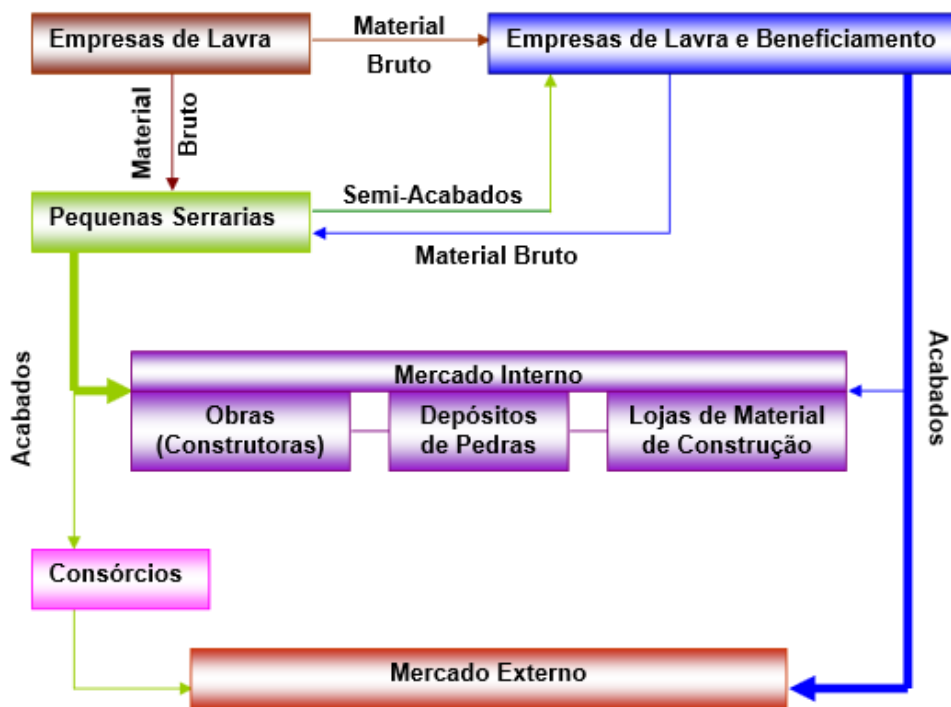 Empresas de Lavra
Material
Bruto
Empresas de Lavra e Beneficiamento
Material
Bruto
Pequenas Serrarias
Semi-Acabados
Material Bruto
Acabados
Mercado Interno
Obras
(Construtoras)
Depósitos
de Pedras
Lojas de Material
de Construção
Acabados
Consórcios
Mercado Externo